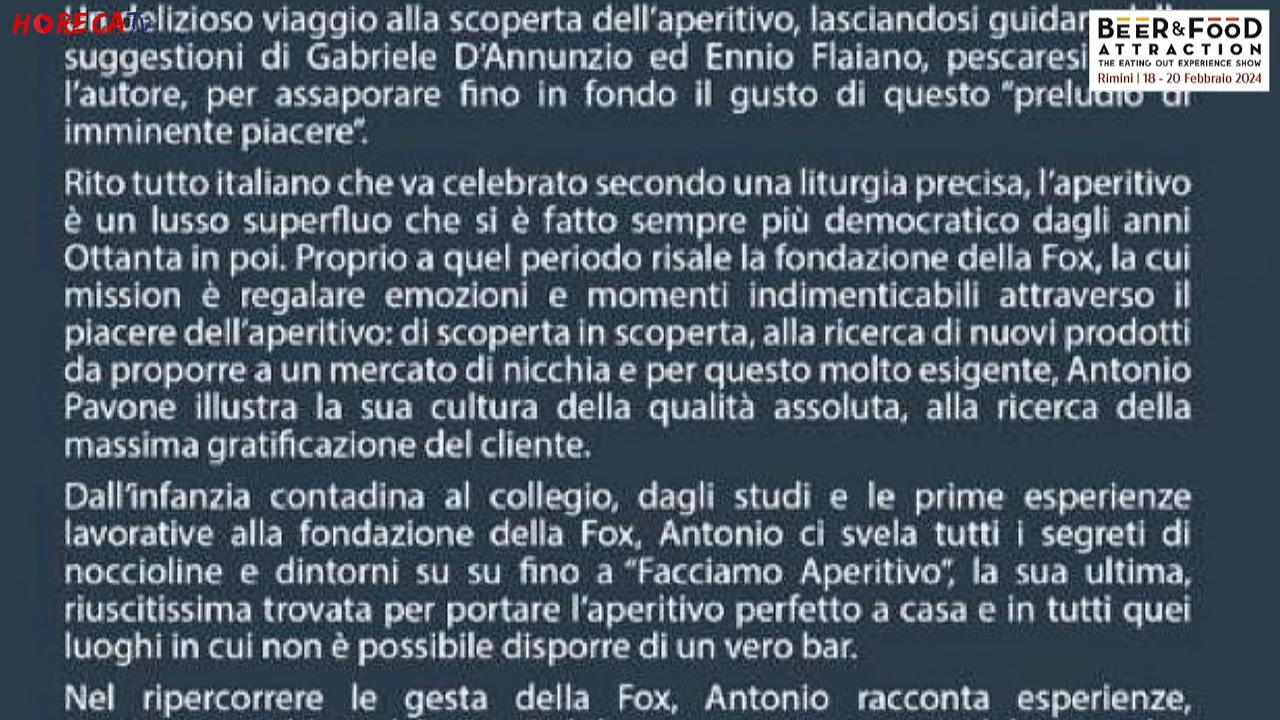 HORECA TV
delizioso viaggio alla scoperta dell'aperitivo, lasciandosi
BEER&FOOD
ATTRACTION
THE EATING OUT EXPERIENCE SHOW
Rimini | 18 - 20 Febbraio 2024
suggestioni di Gabriele D'Annunzio ed Ennio Flaiano, pescaresi
l'autore, per assaporare fino in fondo il gusto di questo "preludio di
imminente piacere".
Rito tutto italiano che va celebrato secondo una liturgia precisa, l'aperitivo
è un lusso superfluo che si è fatto sempre più democratico dagli anni
Ottanta in poi. Proprio a quel periodo risale la fondazione della Fox, la cui
mission è regalare emozioni e momenti indimenticabili attraverso il
piacere dell'aperitivo: di scoperta in scoperta, alla ricerca di nuovi prodotti
da proporre a un mercato di nicchia e per questo molto esigente, Antonio
Pavone illustra la sua cultura della qualità assoluta, alla ricerca della
massima gratificazione del cliente.
Dall'infanzia contadina al collegio, dagli studi e le prime esperienze
lavorative alla fondazione della Fox, Antonio ci svela tutti i segreti di
noccioline e dintorni su su fino a "Facciamo Aperitivo", la sua ultima,
riuscitissima trovata per portare l'aperitivo perfetto a casa e in tutti quei
luoghi in cui non è possibile disporre di un vero bar.
Nel ripercorrere le gesta della Fox, Antonio racconta esperienze,